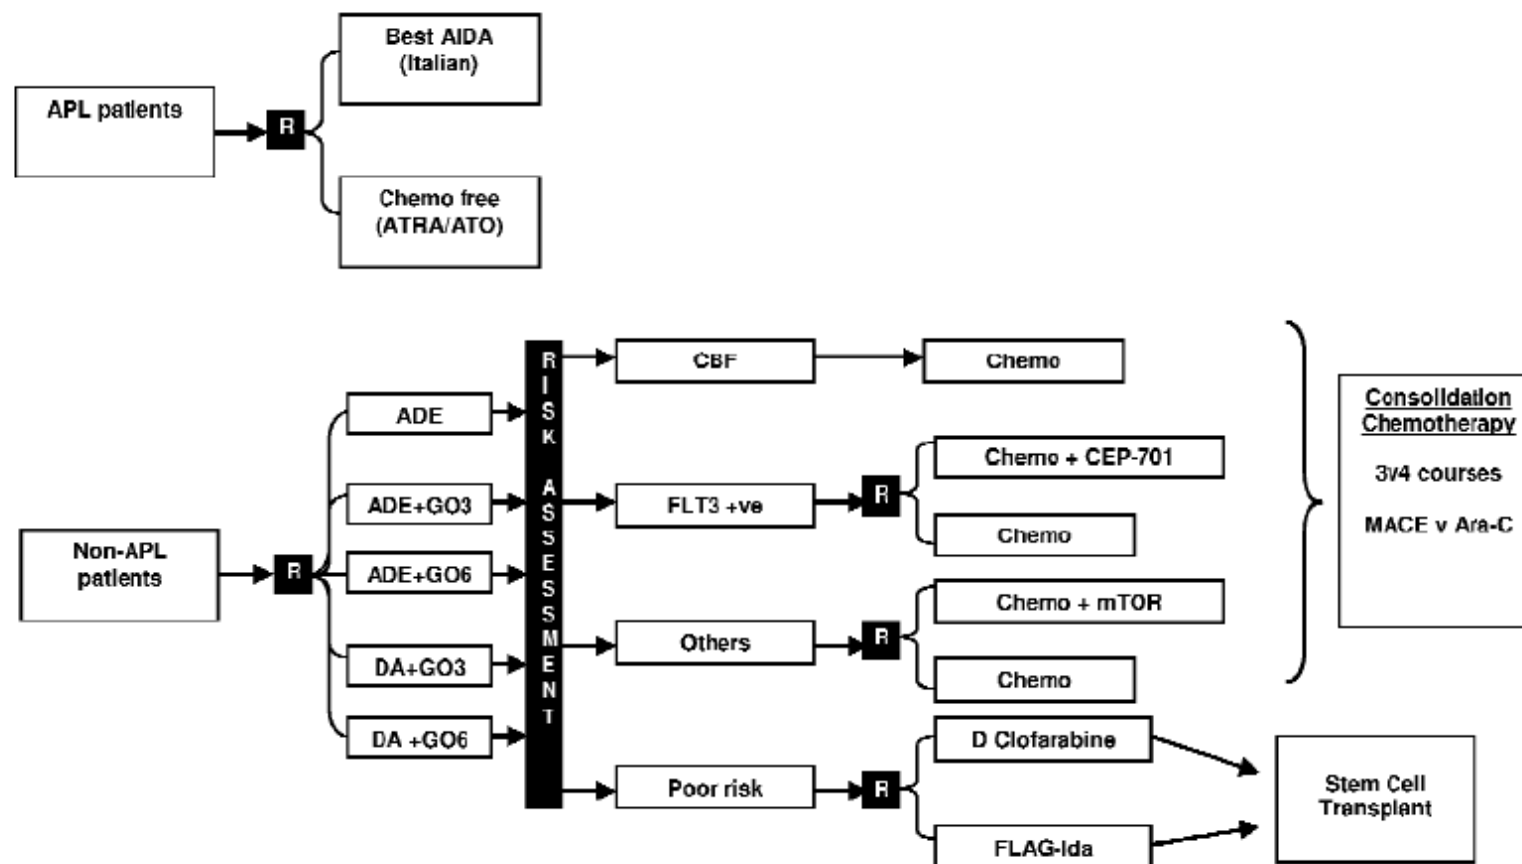 Best AIDA
(Italian)
APL patients
R
Chemo free
(ATRA/ATO)
RISK ASSESSMENT
CBF
Chemo
ADE
Consolidation
Chemotherapy
3v4 courses
MACE v Ara-C
Chemo + CEP-701
ADE+GO3
FLT3 +ve
R
Chemo
Non-APL
patients
R
ADE+GO6
Chemo + mTOR
Others
R
DA+GO3
Chemo
DA +GO6
D Clofarabine
Poor risk
R
Stem Cell
Transplant
FLAG-Ida